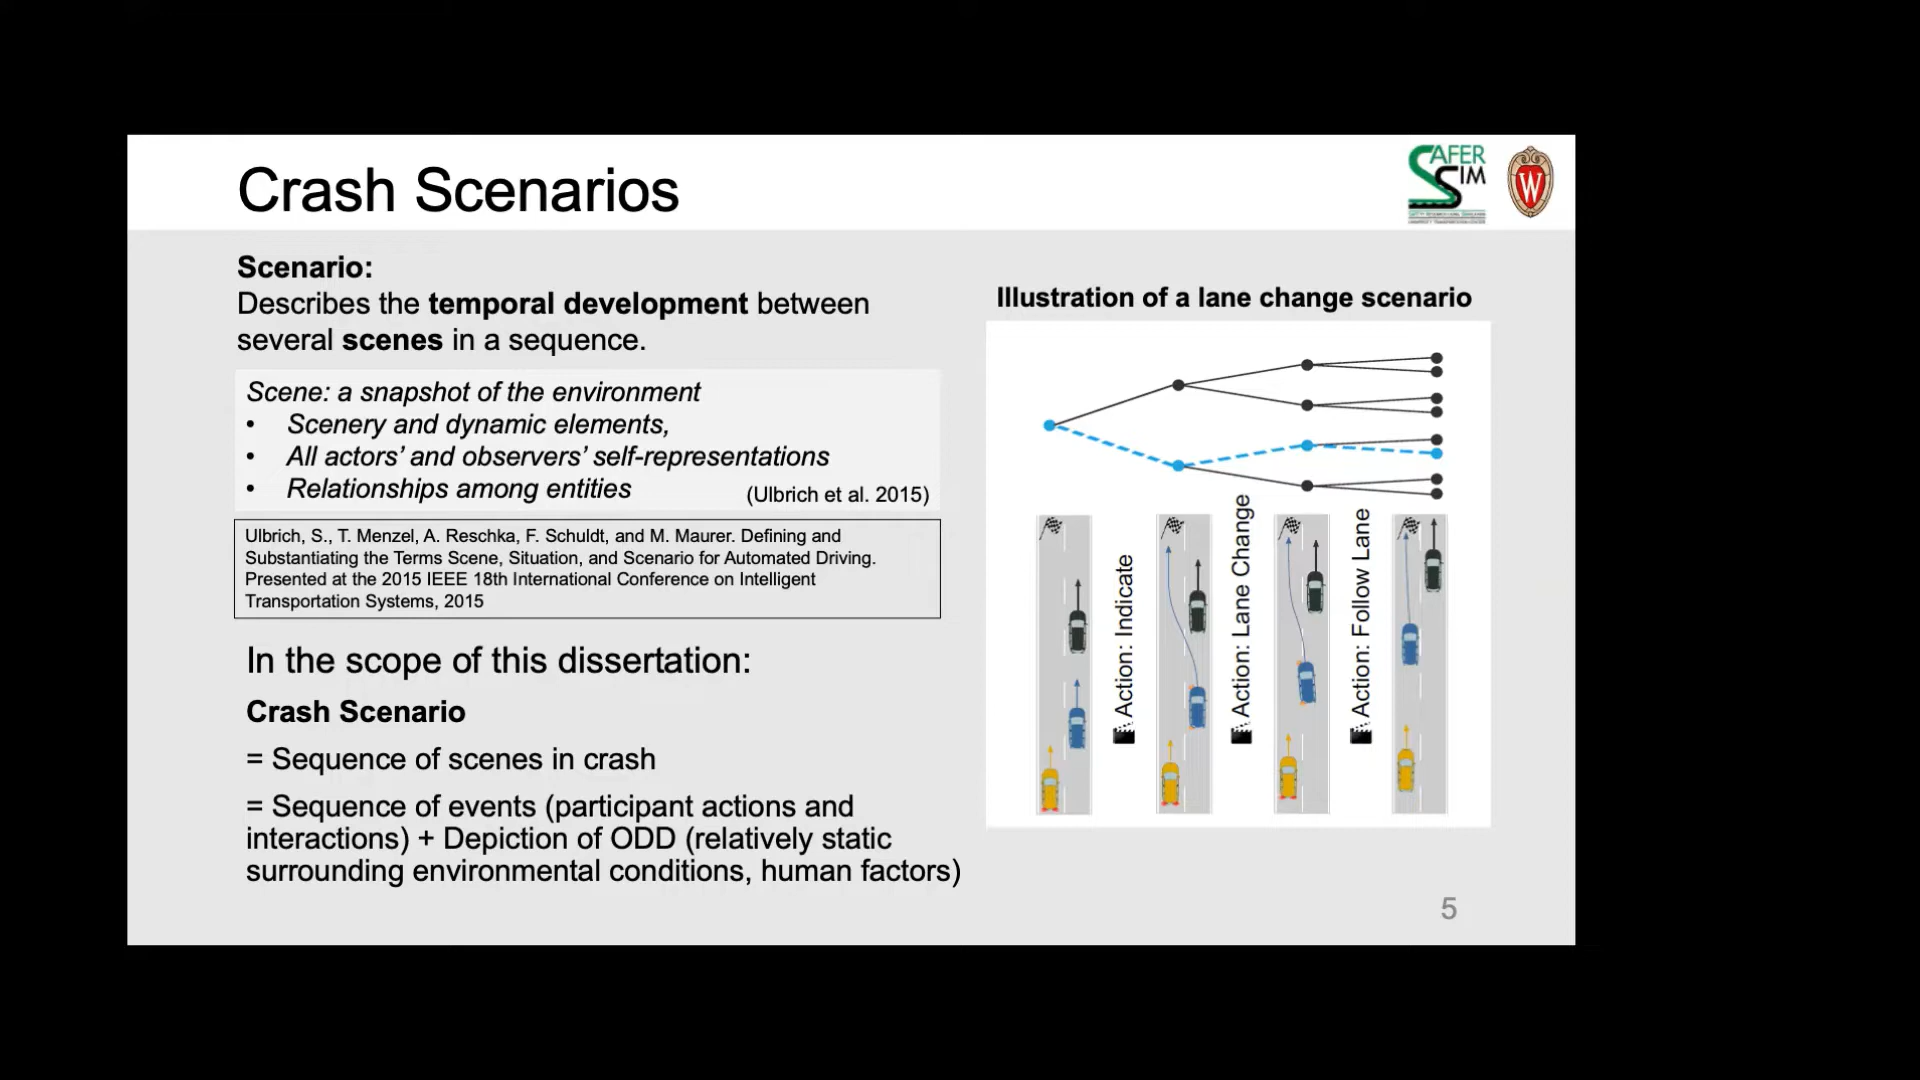 Crash Scenarios
AFER
SIM
W
Scenario:
Describes the temporal development between
several scenes in a sequence.
Scene: a snapshot of the environment
• Scenery and dynamic elements,
• All actors’ and observers’ self-representations
• Relationships among entities
(Ulbrich et al. 2015)
Ulbrich, S., T. Menzel, A. Reschka, F. Schuldt, and M. Maurer. Defining and
Substantiating the Terms Scene, Situation, and Scenario for Automated Driving.
Presented at the 2015 IEEE 18th International Conference on Intelligent
Transportation Systems, 2015
In the scope of this dissertation:
Crash Scenario
= Sequence of scenes in crash
= Sequence of events (participant actions and
interactions) + Depiction of ODD (relatively static
surrounding environmental conditions, human factors)
Illustration of a lane change scenario
Action: Indicate
Action: Lane Change
Action: Follow Lane
5